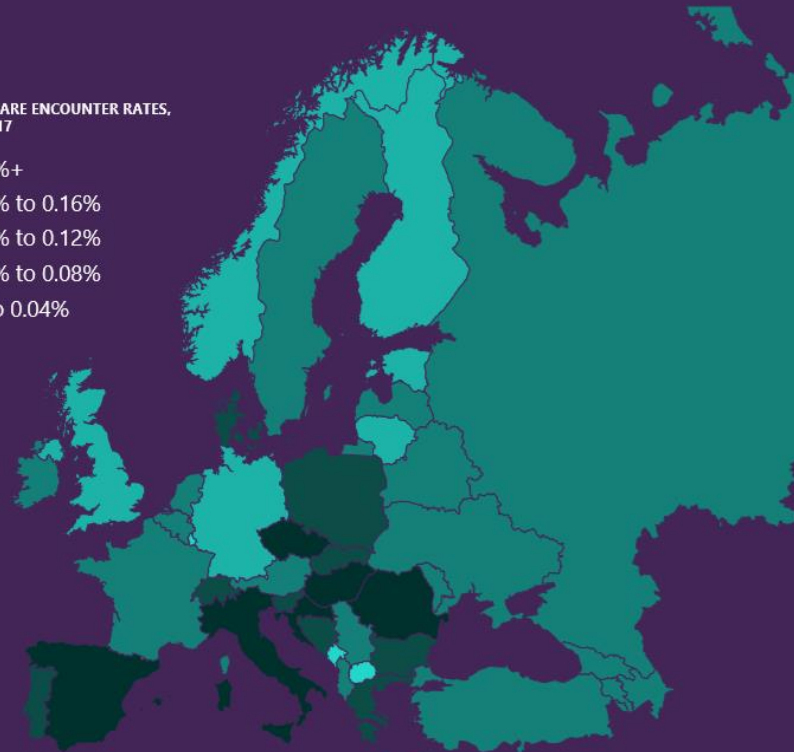 ARE ENCOUNTER RATES,
17
%+
% to 0.16%
% to 0.12%
% to 0.08%
o 0.04%